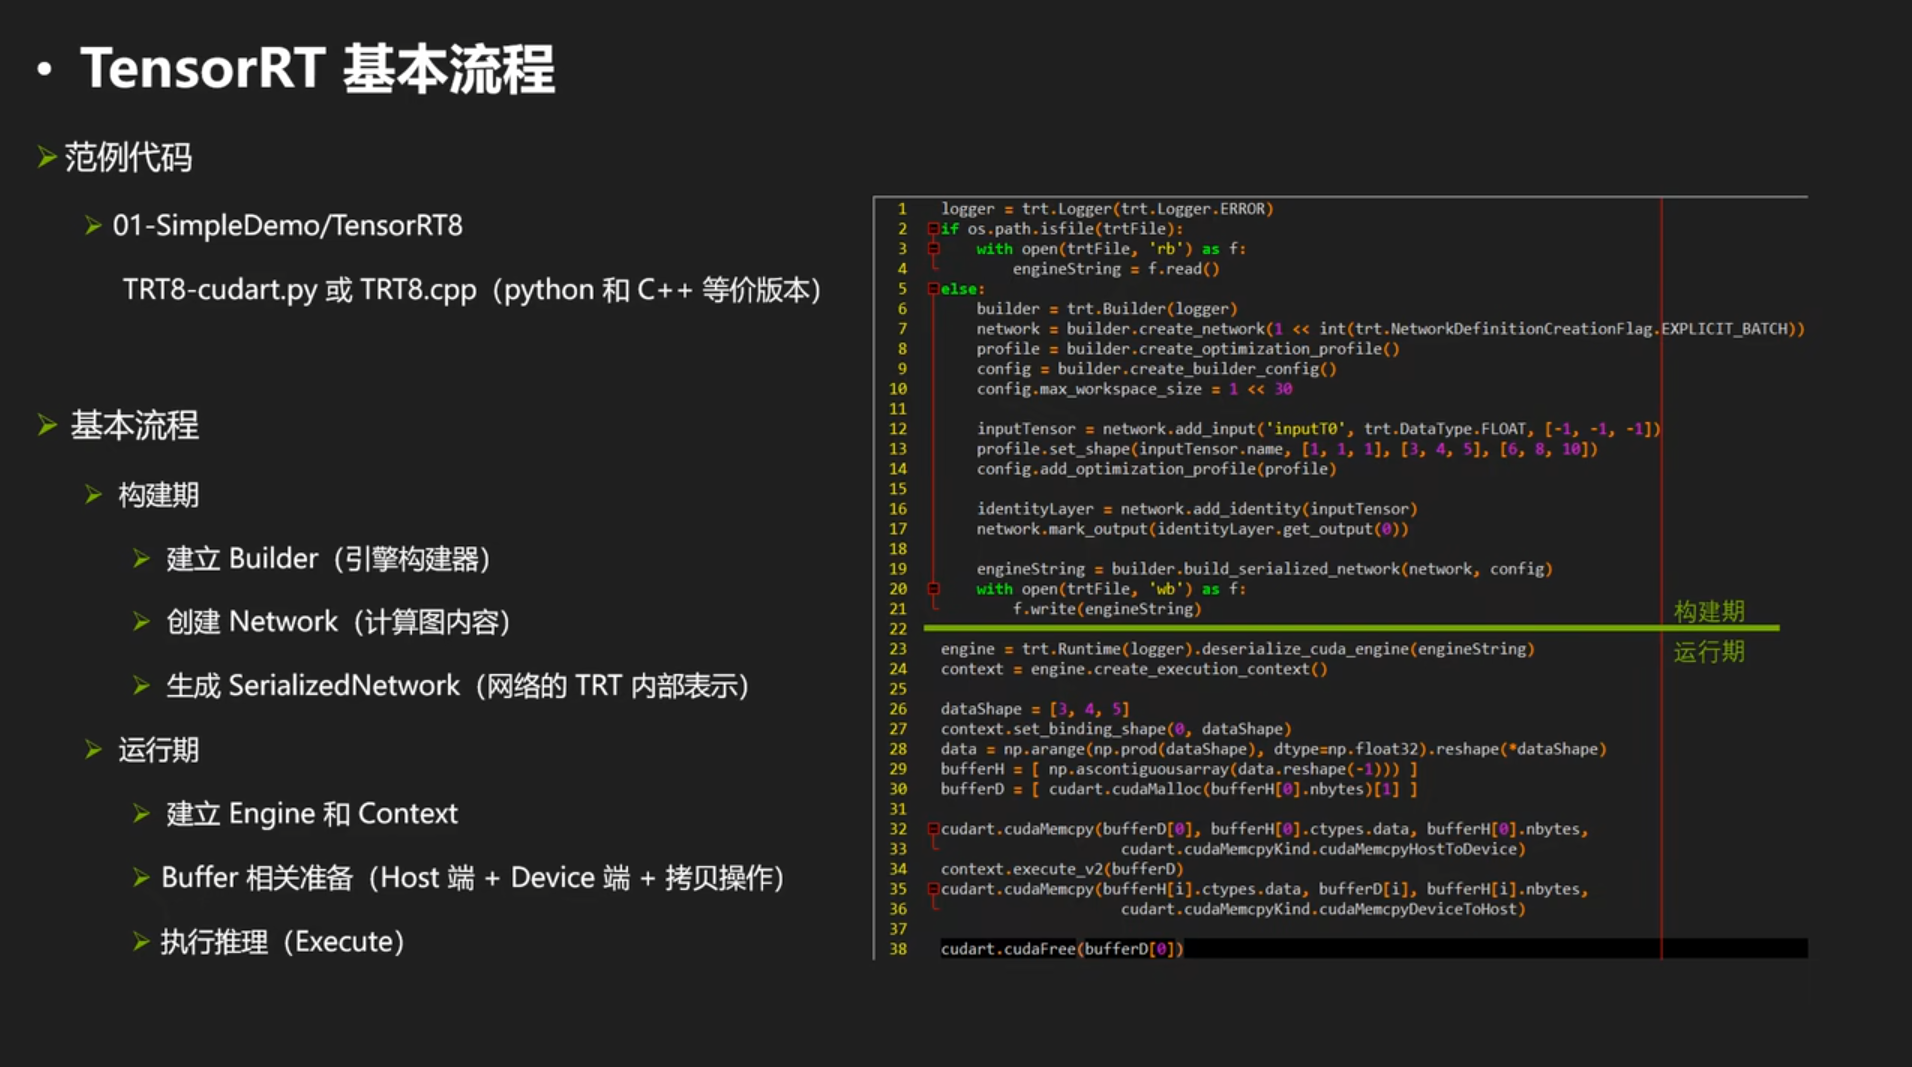 • TensorRT 基本流程
范例代码
01-SimpleDemo/TensorRT8
TRT8-cudart.py 或 TRT8.cpp（python 和 C++ 等价版本）
基本流程
构建期
建立 Builder（引擎构建器）
创建 Network（计算图内容）
生成 SerializedNetwork（网络的 TRT 内部表示）
运行期
建立 Engine 和 Context
Buffer 相关准备（Host 端 + Device 端 + 拷贝操作）
执行推理（Execute）
1 logger = trt.Logger(trt.Logger.ERROR)
2 if os.path.isfile(trtFile):
3 with open(trtFile, 'rb') as f:
4 engineString = f.read()
5 else:
6 builder = trt.Builder(logger)
7 network = builder.create_network(1 << int(trt.NetworkDefinitionCreationFlag.EXPLICIT_BATCH))
8 profile = builder.create_optimization_profile()
9 config = builder.create_builder_config()
10 config.max_workspace_size = 1 << 30
11
12 inputTensor = network.add_input('inputT0', trt.DataType.FLOAT, [-1, -1, -1])
13 profile.set_shape(inputTensor.name, [1, 1, 1], [3, 4, 5], [6, 8, 10])
14 config.add_optimization_profile(profile)
15
16 identityLayer = network.add_identity(inputTensor)
17 network.mark_output(identityLayer.get_output(0))
18
19 engineString = builder.build_serialized_network(network, config)
20 with open(trtFile, 'wb') as f:
21 f.write(engineString)
构建期
22
23 engine = trt.Runtime(logger).deserialize_cuda_engine(engineString)
运行期
24 context = engine.create_execution_context()
25
26 dataShape = [3, 4, 5]
27 context.set_binding_shape(0, dataShape)
28 data = np.arange(np.prod(dataShape), dtype=np.float32).reshape(*dataShape)
29 bufferH = [ np.ascontiguousarray(data.reshape(-1))) ]
30 bufferD = [ cudart.cudaMalloc(bufferH[0].nbytes)[1] ]
31
32 cudart.cudaMemcpy(bufferD[0], bufferH[0].ctypes.data, bufferH[0].nbytes,
33 cudart.cudaMemcpyKind.cudaMemcpyHostToDevice)
34 context.execute_v2(bufferD)
35 cudart.cudaMemcpy(bufferH[i].ctypes.data, bufferD[i], bufferH[i].nbytes,
36 cudart.cudaMemcpyKind.cudaMemcpyDeviceToHost)
37
38 cudart.cudaFree(bufferD[0])